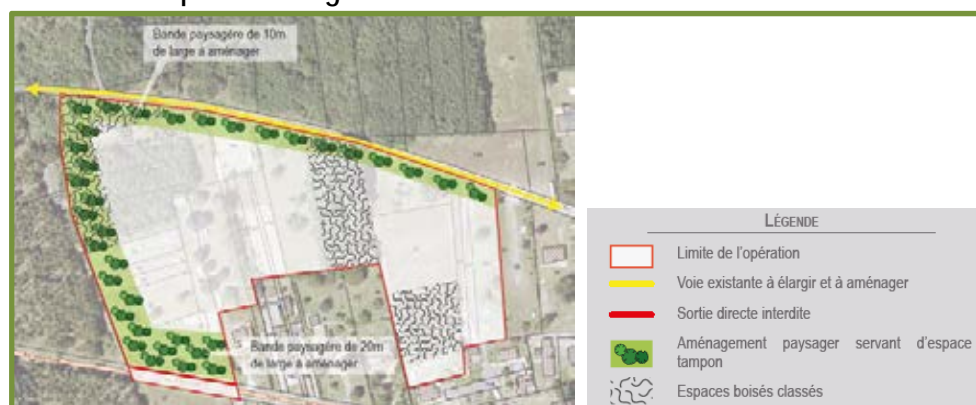 Bande paysagère de 10m
de large à aménager
Bande paysagère de 20m
de large à aménager
LÉGENDE
Limite de l'opération
Voie existante à élargir et à aménager
Sortie directe interdite
Aménagement paysager servant d'espace
tampon
Espaces boisés classés